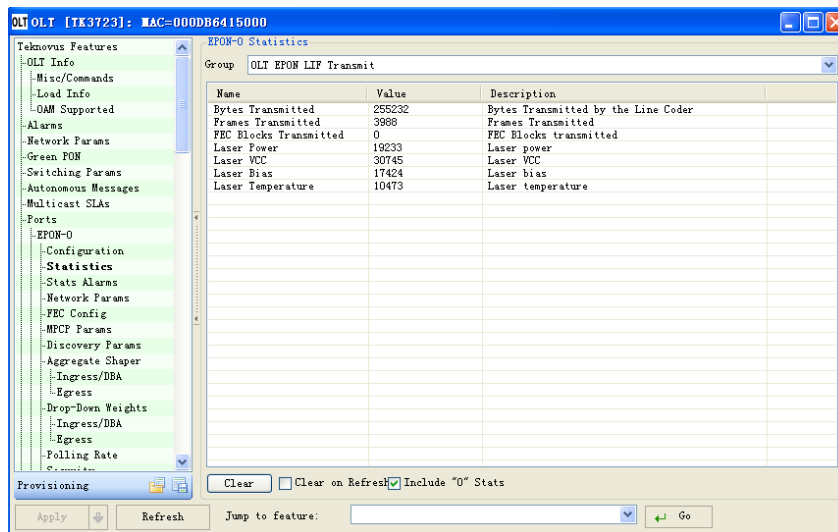 OLT OLT [TK3723]: MAC=000DB6415000
Teknovus Features
OLT Info
Misc/Commands
Load Info
OAM Supported
Alarms
Network Params
Green PON
Switching Params
Autonomous Messages
Multicast SLAs
Ports
EPON-0
Configuration
Statistics
Stats Alarms
Network Params
FEC Config
MPCP Params
Discovery Params
Aggregate Shaper
Ingress/DBA
Egress
Drop-Down Weights
Ingress/DBA
Egress
Polling Rate
Security
Provisioning
EPON-0 Statistics
Group OLT EPON LIF Transmit
Name Value Description
Bytes Transmitted 255232 Bytes Transmitted by the Line Coder
Frames Transmitted 3988 Frames Transmitted
FEC Blocks Transmitted 0 FEC Blocks transmitted
Laser Power 19233 Laser power
Laser VCC 30745 Laser VCC
Laser Bias 17424 Laser bias
Laser Temperature 10473 Laser temperature
Clear Clear on Refresh Include "0" Stats
Apply Refresh Jump to feature: Go